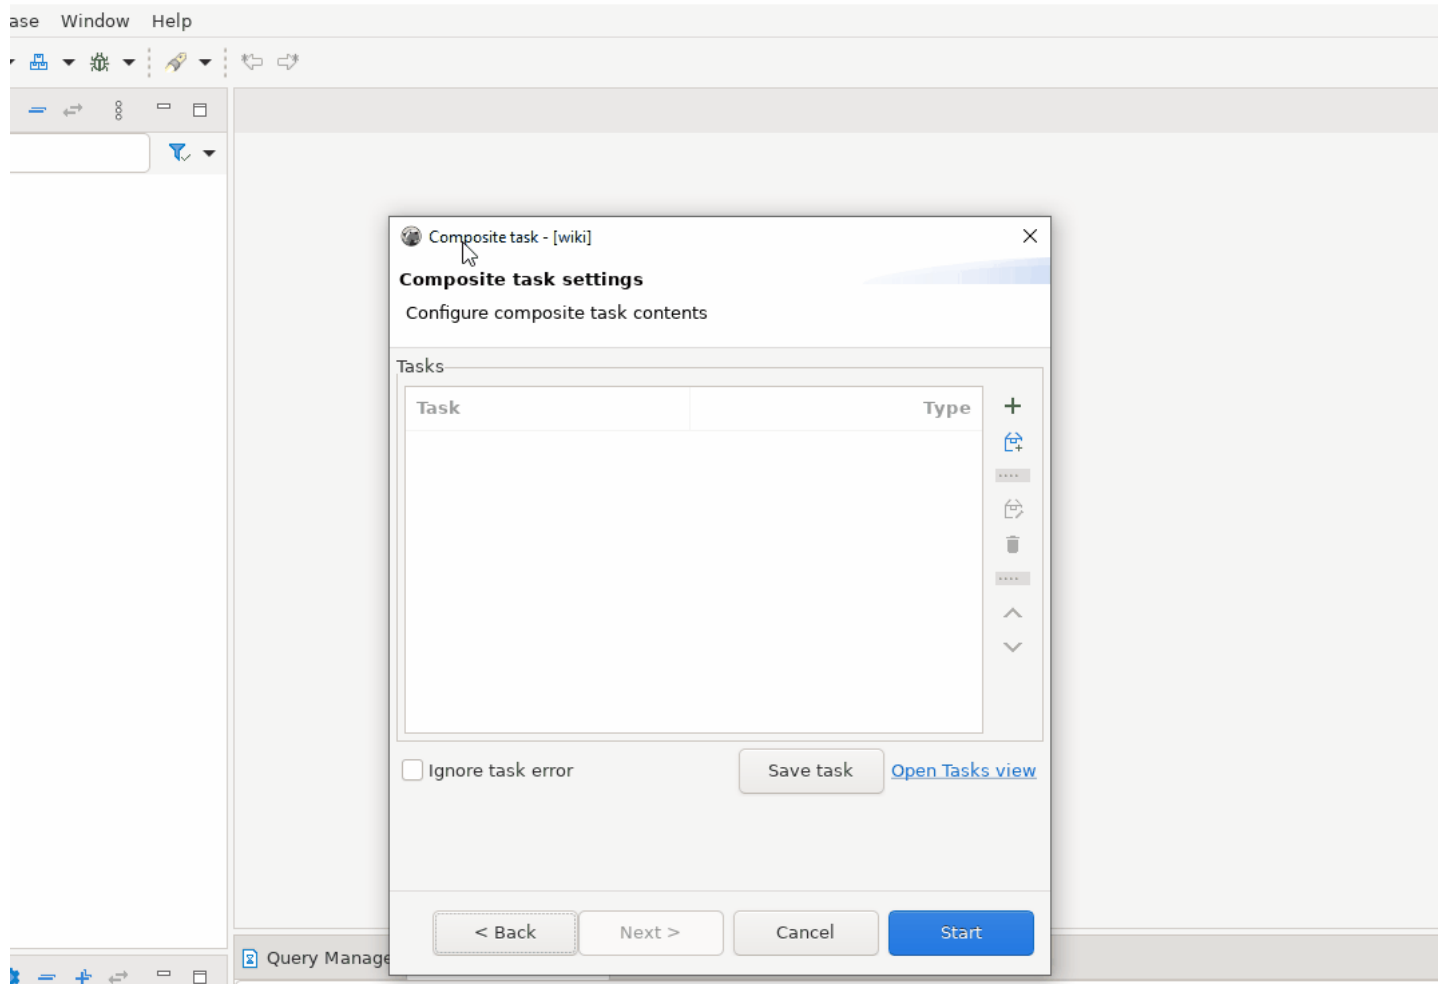 ase Window Help
Composite task - [wiki]
Composite task settings
Configure composite task contents
Tasks
Task Type
Ignore task error Save task Open Tasks view
< Back Next > Cancel Start
Query Manage